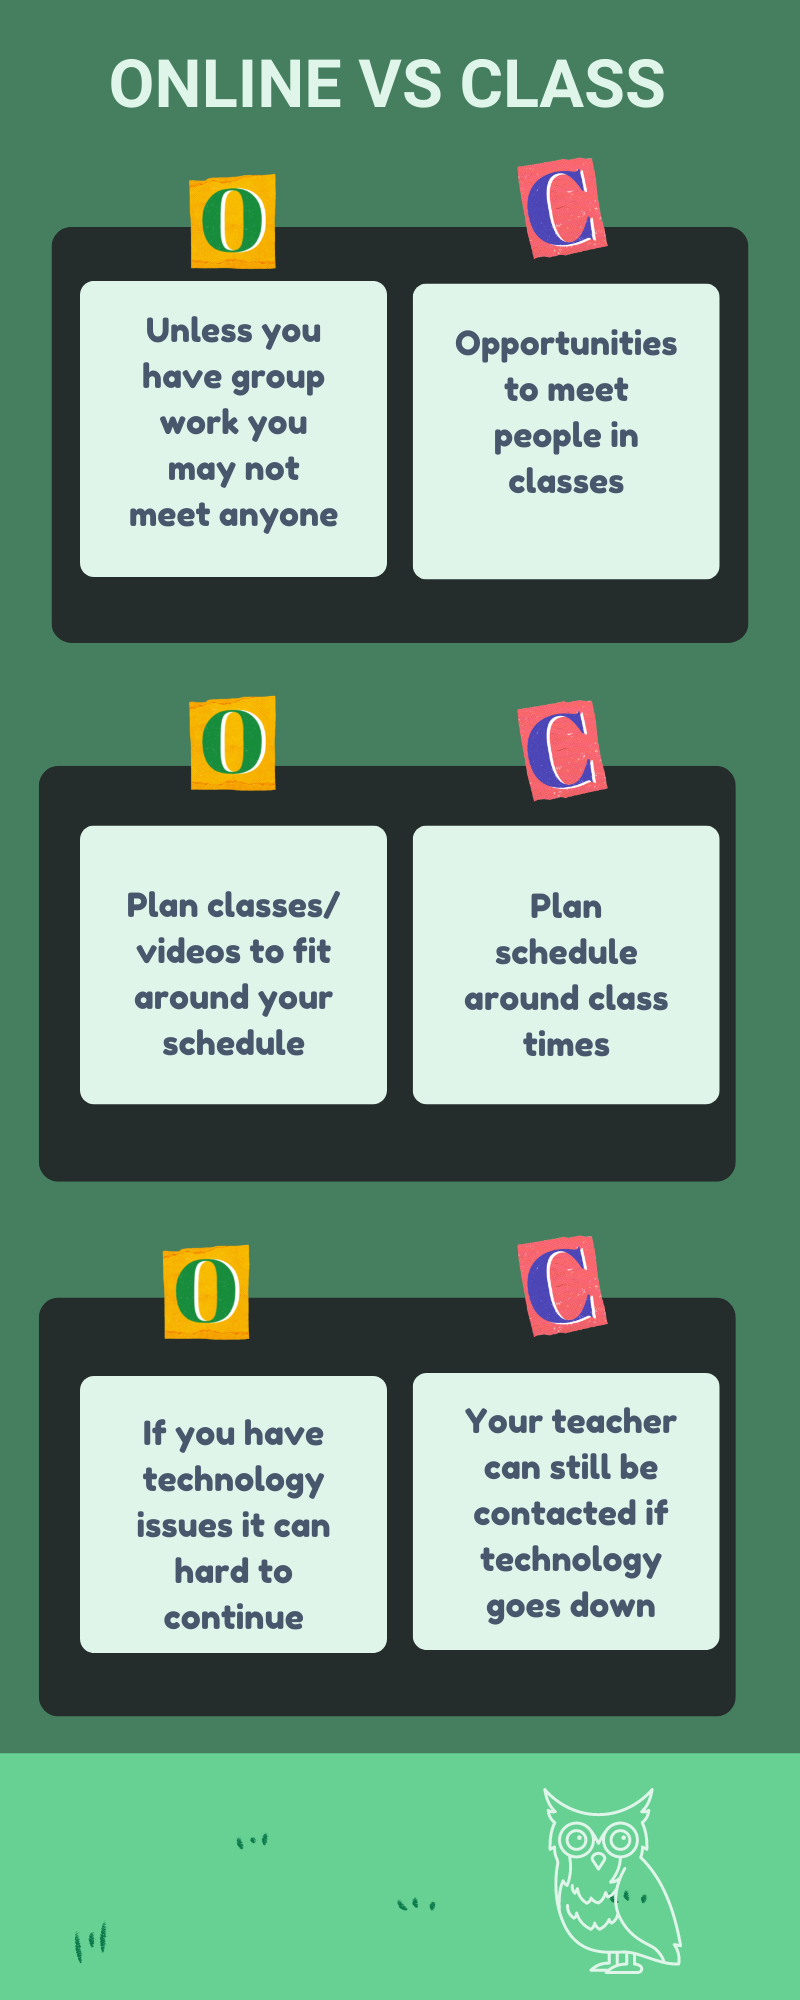 ONLINE VS CLASS
O
C
Unless you
have group
work you
may not
meet anyone
Opportunities
to meet
people in
classes
O
C
Plan classes/
videos to fit
around your
schedule
Plan
schedule
around class
times
O
C
If you have
technology
issues it can
hard to
continue
Your teacher
can still be
contacted if
technology
goes down